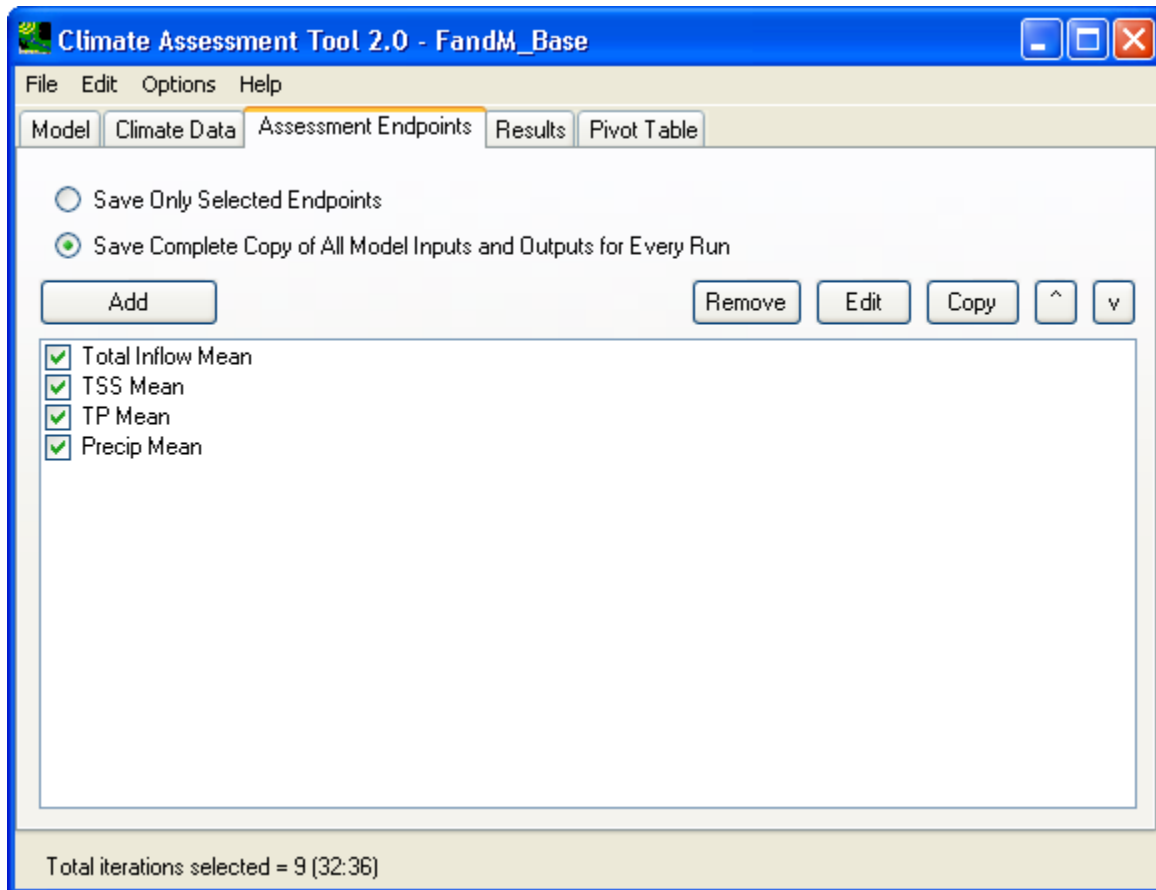 Climate Assessment Tool 2.0 - FandM_Base
File Edit Options Help
Model Climate Data Assessment Endpoints Results Pivot Table
Save Only Selected Endpoints
Save Complete Copy of All Model Inputs and Outputs for Every Run
Add Remove Edit Copy ^ v
Total Inflow Mean
TSS Mean
TP Mean
Precip Mean
Total iterations selected = 9 (32:36)